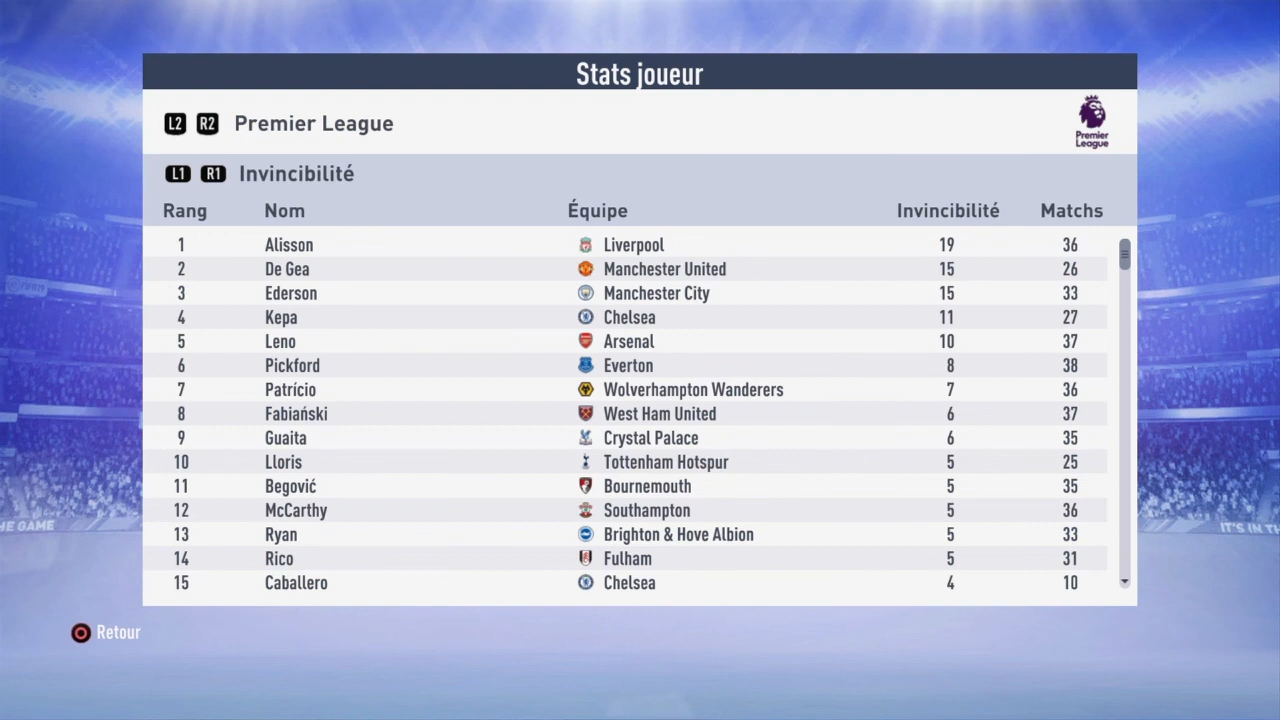 Stats joueur
L2 R2 Premier League
Premier
League
L1 R1 Invincibilité
Rang Nom Équipe Invincibilité Matchs
1 Alisson Liverpool 19 36
2 De Gea Manchester United 15 26
3 Ederson Manchester City 15 33
4 Kepa Chelsea 11 27
5 Leno Arsenal 10 37
6 Pickford Everton 8 38
7 Patrício Wolverhampton Wanderers 7 36
8 Fabiański West Ham United 6 37
9 Guaita Crystal Palace 6 35
10 Lloris Tottenham Hotspur 5 25
11 Begović Bournemouth 5 35
12 McCarthy Southampton 5 36
13 Ryan Brighton & Hove Albion 5 33
14 Rico Fulham 5 31
15 Caballero Chelsea 4 10
HE GAME
IT'S IN TH
Retour